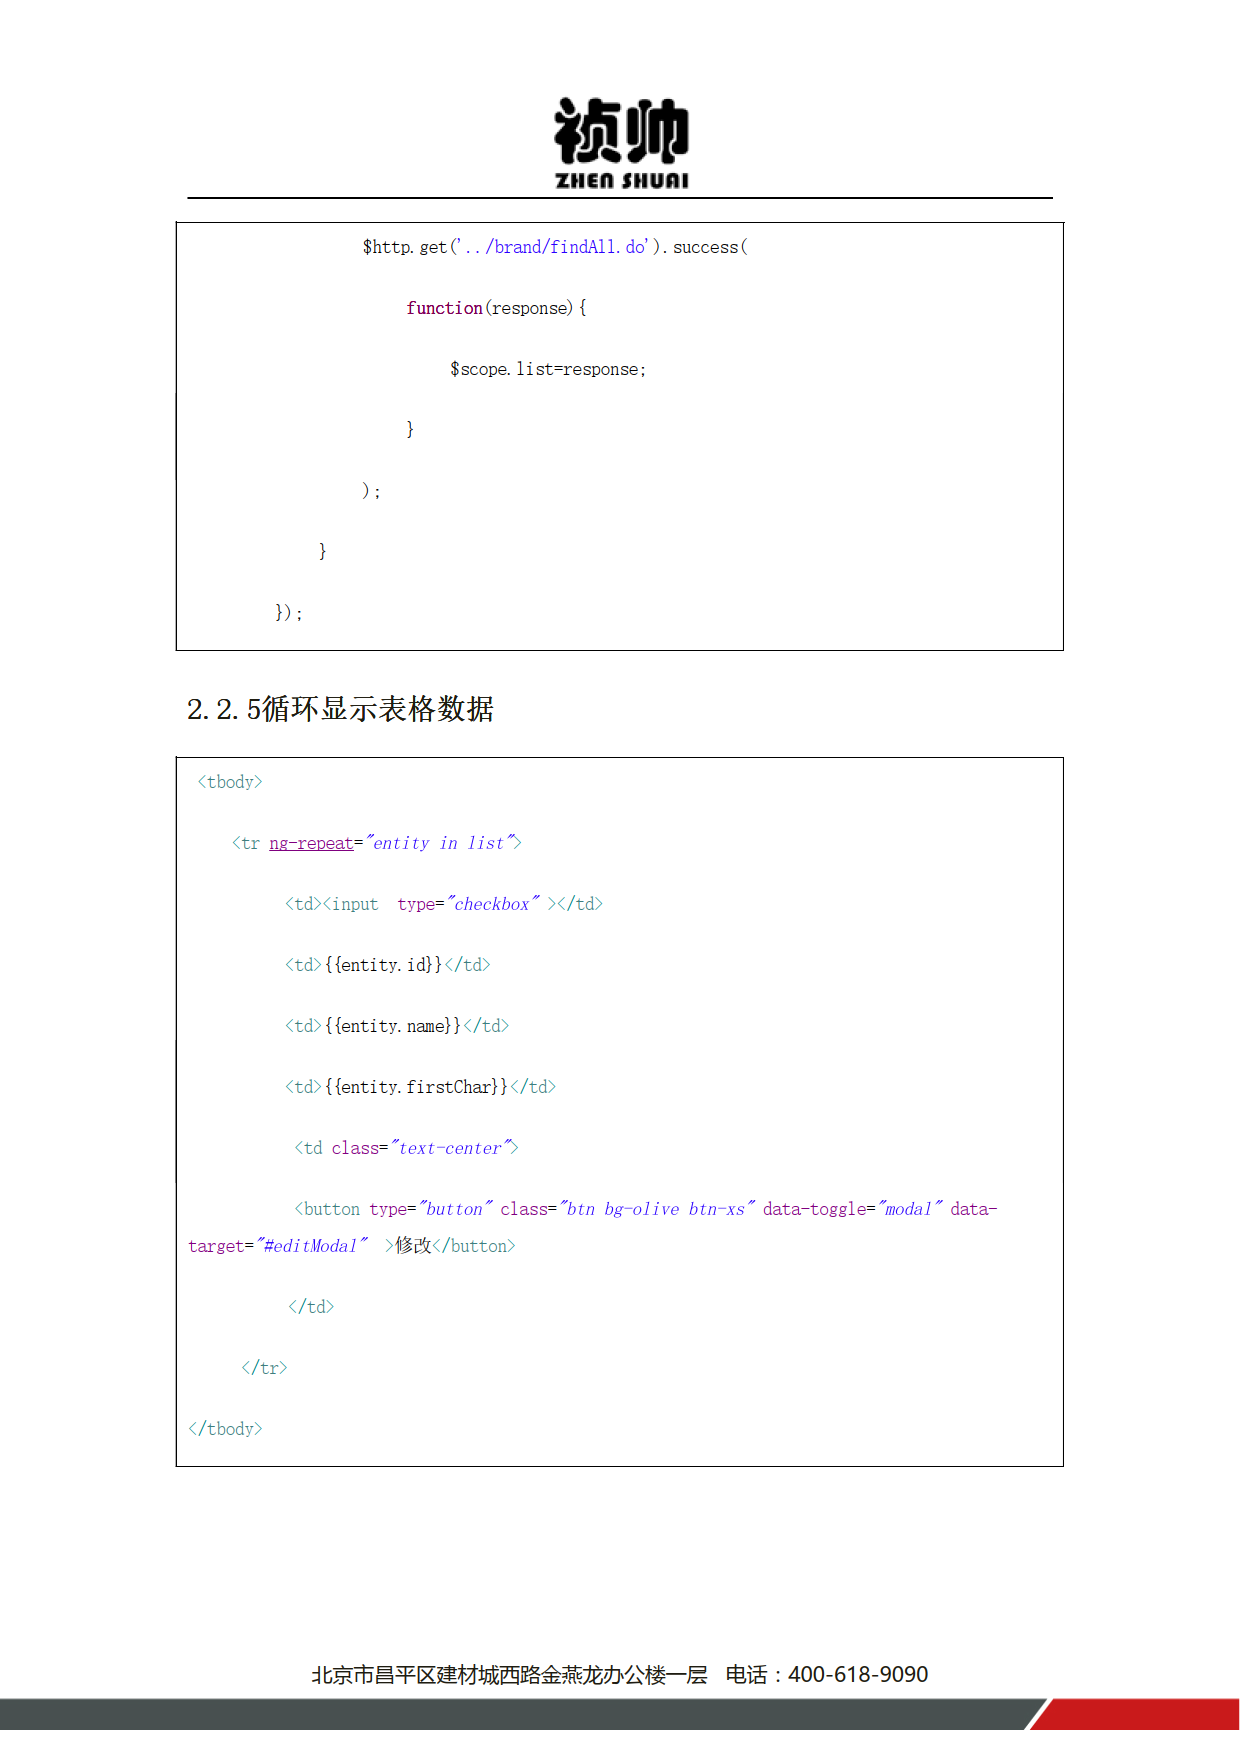 祯帅
ZHEN SHUAI
$http.get('../brand/findAll.do').success(
function(response){
$scope.list=response;
}
);
}
});
2.2.5循环显示表格数据
<tbody>
<tr ng-repeat="entity in list">
<td><input  type="checkbox" ></td>
<td>{{entity.id}}</td>
<td>{{entity.name}}</td>
<td>{{entity.firstChar}}</td>
<td class="text-center">
<button type="button" class="btn bg-olive btn-xs" data-toggle="modal" data-
target="#editModal"  >修改</button>
</td>
</tr>
</tbody>
北京市昌平区建材城西路金燕龙办公楼一层 电话：400-618-9090